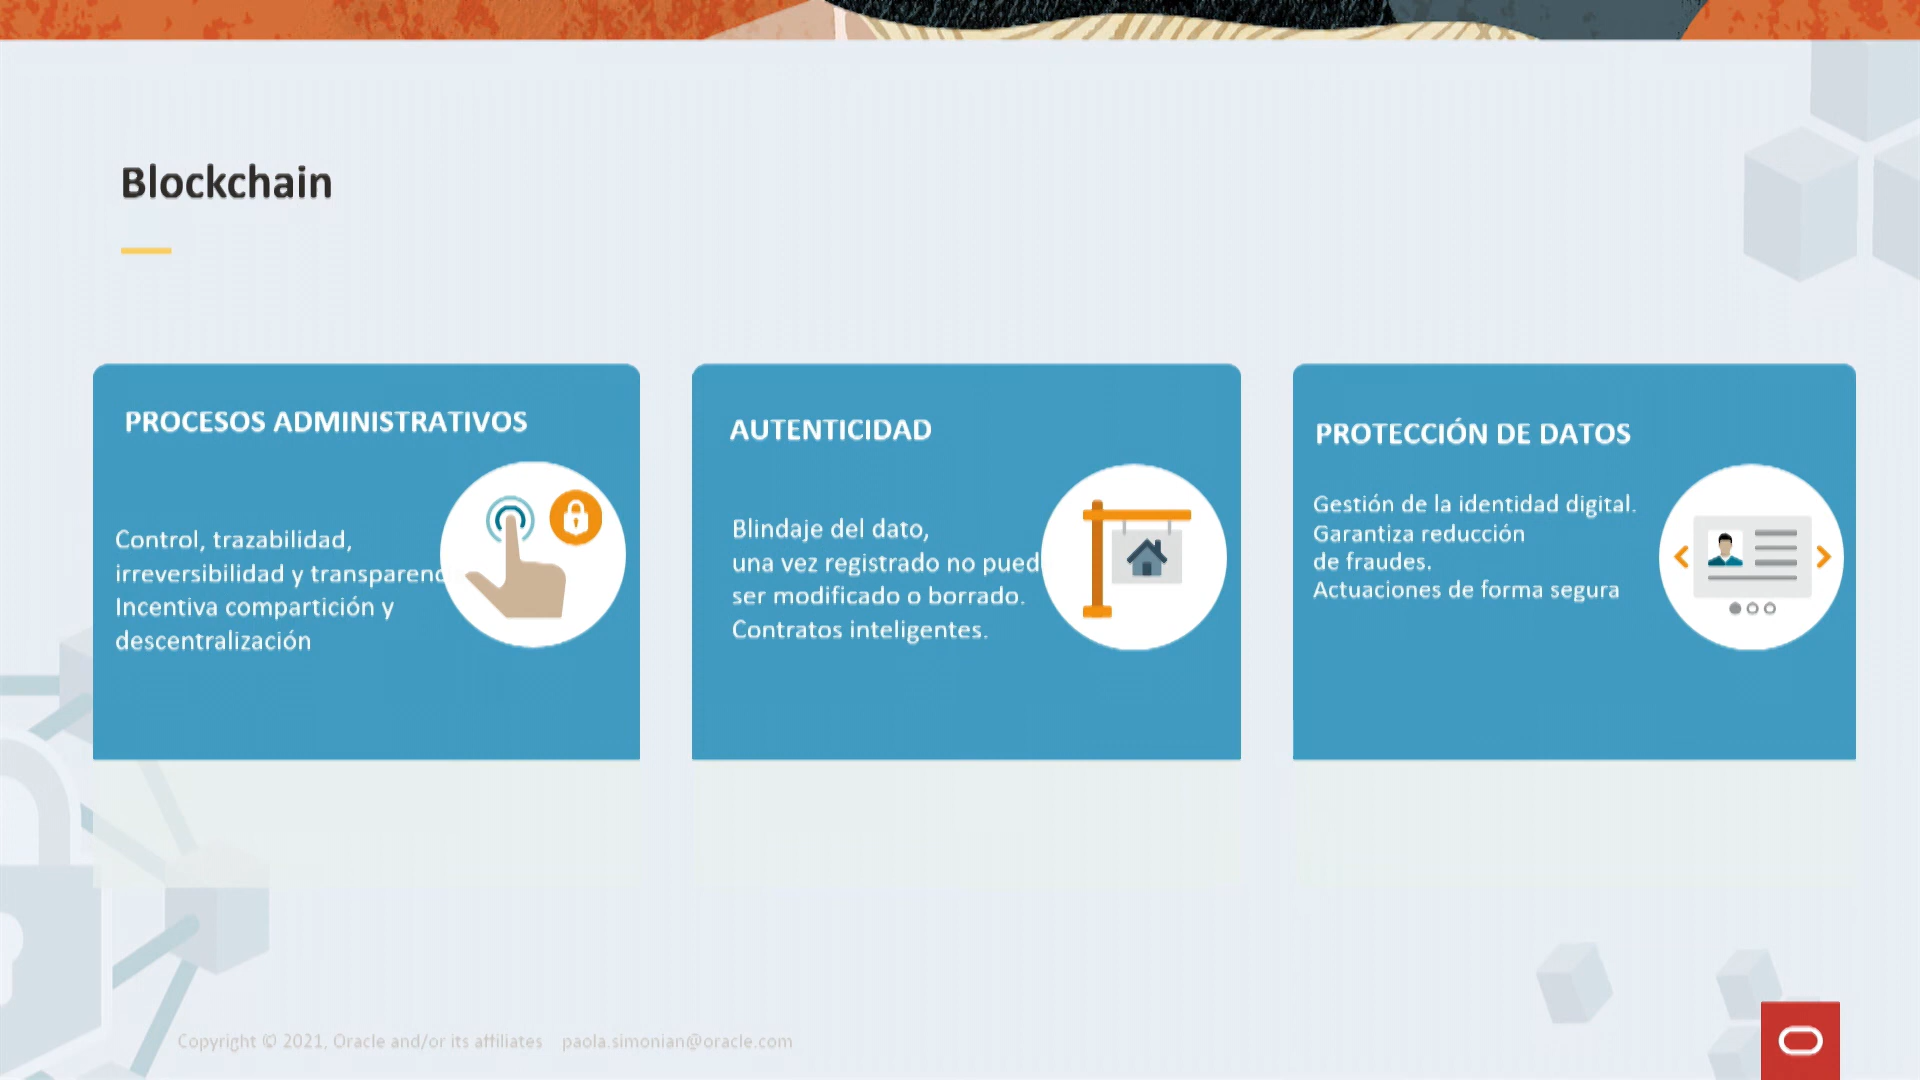 Blockchain
PROCESOS ADMINISTRATIVOS
Control, trazabilidad,
irreversibilidad y transparenc
Incentiva compartición y
descentralización
AUTENTICIDAD
Blindaje del dato,
una vez registrado no pued
ser modificado o borrado.
Contratos inteligentes.
PROTECCIÓN DE DATOS
Gestión de la identidad digital.
Garantiza reducción
de fraudes.
Actuaciones de forma segura
Copyright © 2021, Oracle and/or its affiliates paola.simonian@oracle.com